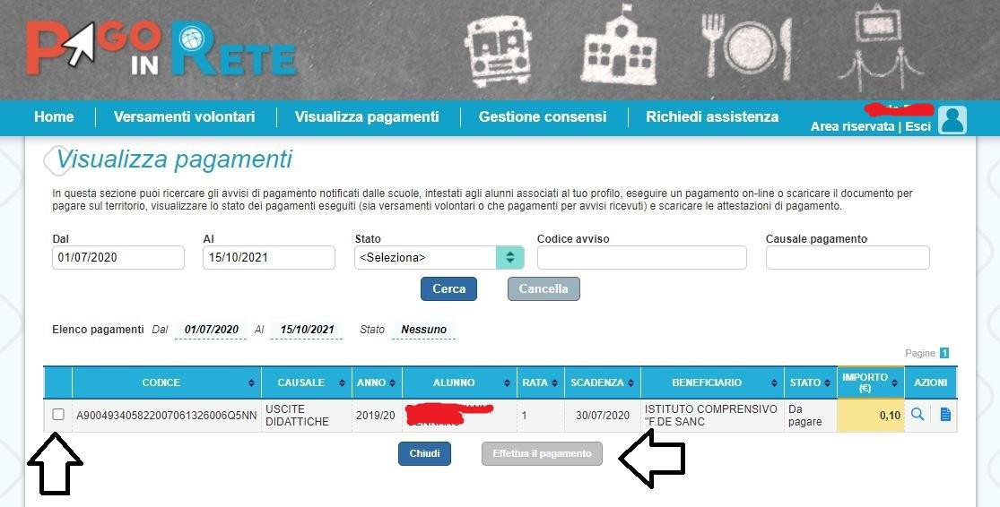 PAGO IN RETE
Home Versamenti volontari Visualizza pagamenti Gestione consensi Richiedi assistenza
Area riservata | Esci
Visualizza pagamenti
In questa sezione puoi ricercare gli avvisi di pagamento notificati dalle scuole, intestati agli alunni associati al tuo profilo, eseguire un pagamento on-line o scaricare il documento per
pagare sul territorio, visualizzare lo stato dei pagamenti eseguiti (sia versamenti volontari o che pagamenti per avvisi ricevuti) e scaricare le attestazioni di pagamento.
Dal Al Stato Codice avviso Causale pagamento
01/07/2020 15/10/2021 <Seleziona>
Cerca Cancella
Elenco pagamenti Dal 01/07/2020 Al 15/10/2021 Stato Nessuno
Pagine 1
CODICE CAUSALE ANNO ALUNNO RATA SCADENZA BENEFICIARIO STATO IMPORTO (€) AZIONI
A90049340582200706132600​6Q5NN USCITE DIDATTICHE 2019/20 1 30/07/2020 ISTITUTO COMPRENSIVO "F.DE SANC Da pagare 0,10
Chiudi Effettua il pagamento